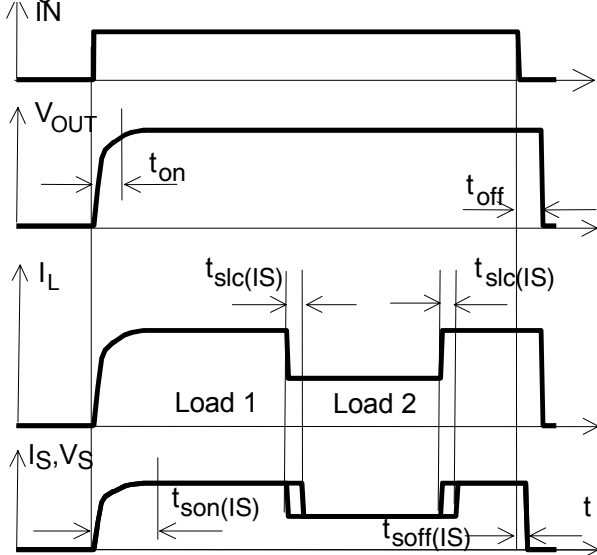 IN
VOUT
ton
toff
IL
tslc(IS)
tslc(IS)
Load 1
Load 2
IS,VS
tson(IS)
tsoff(IS)
t